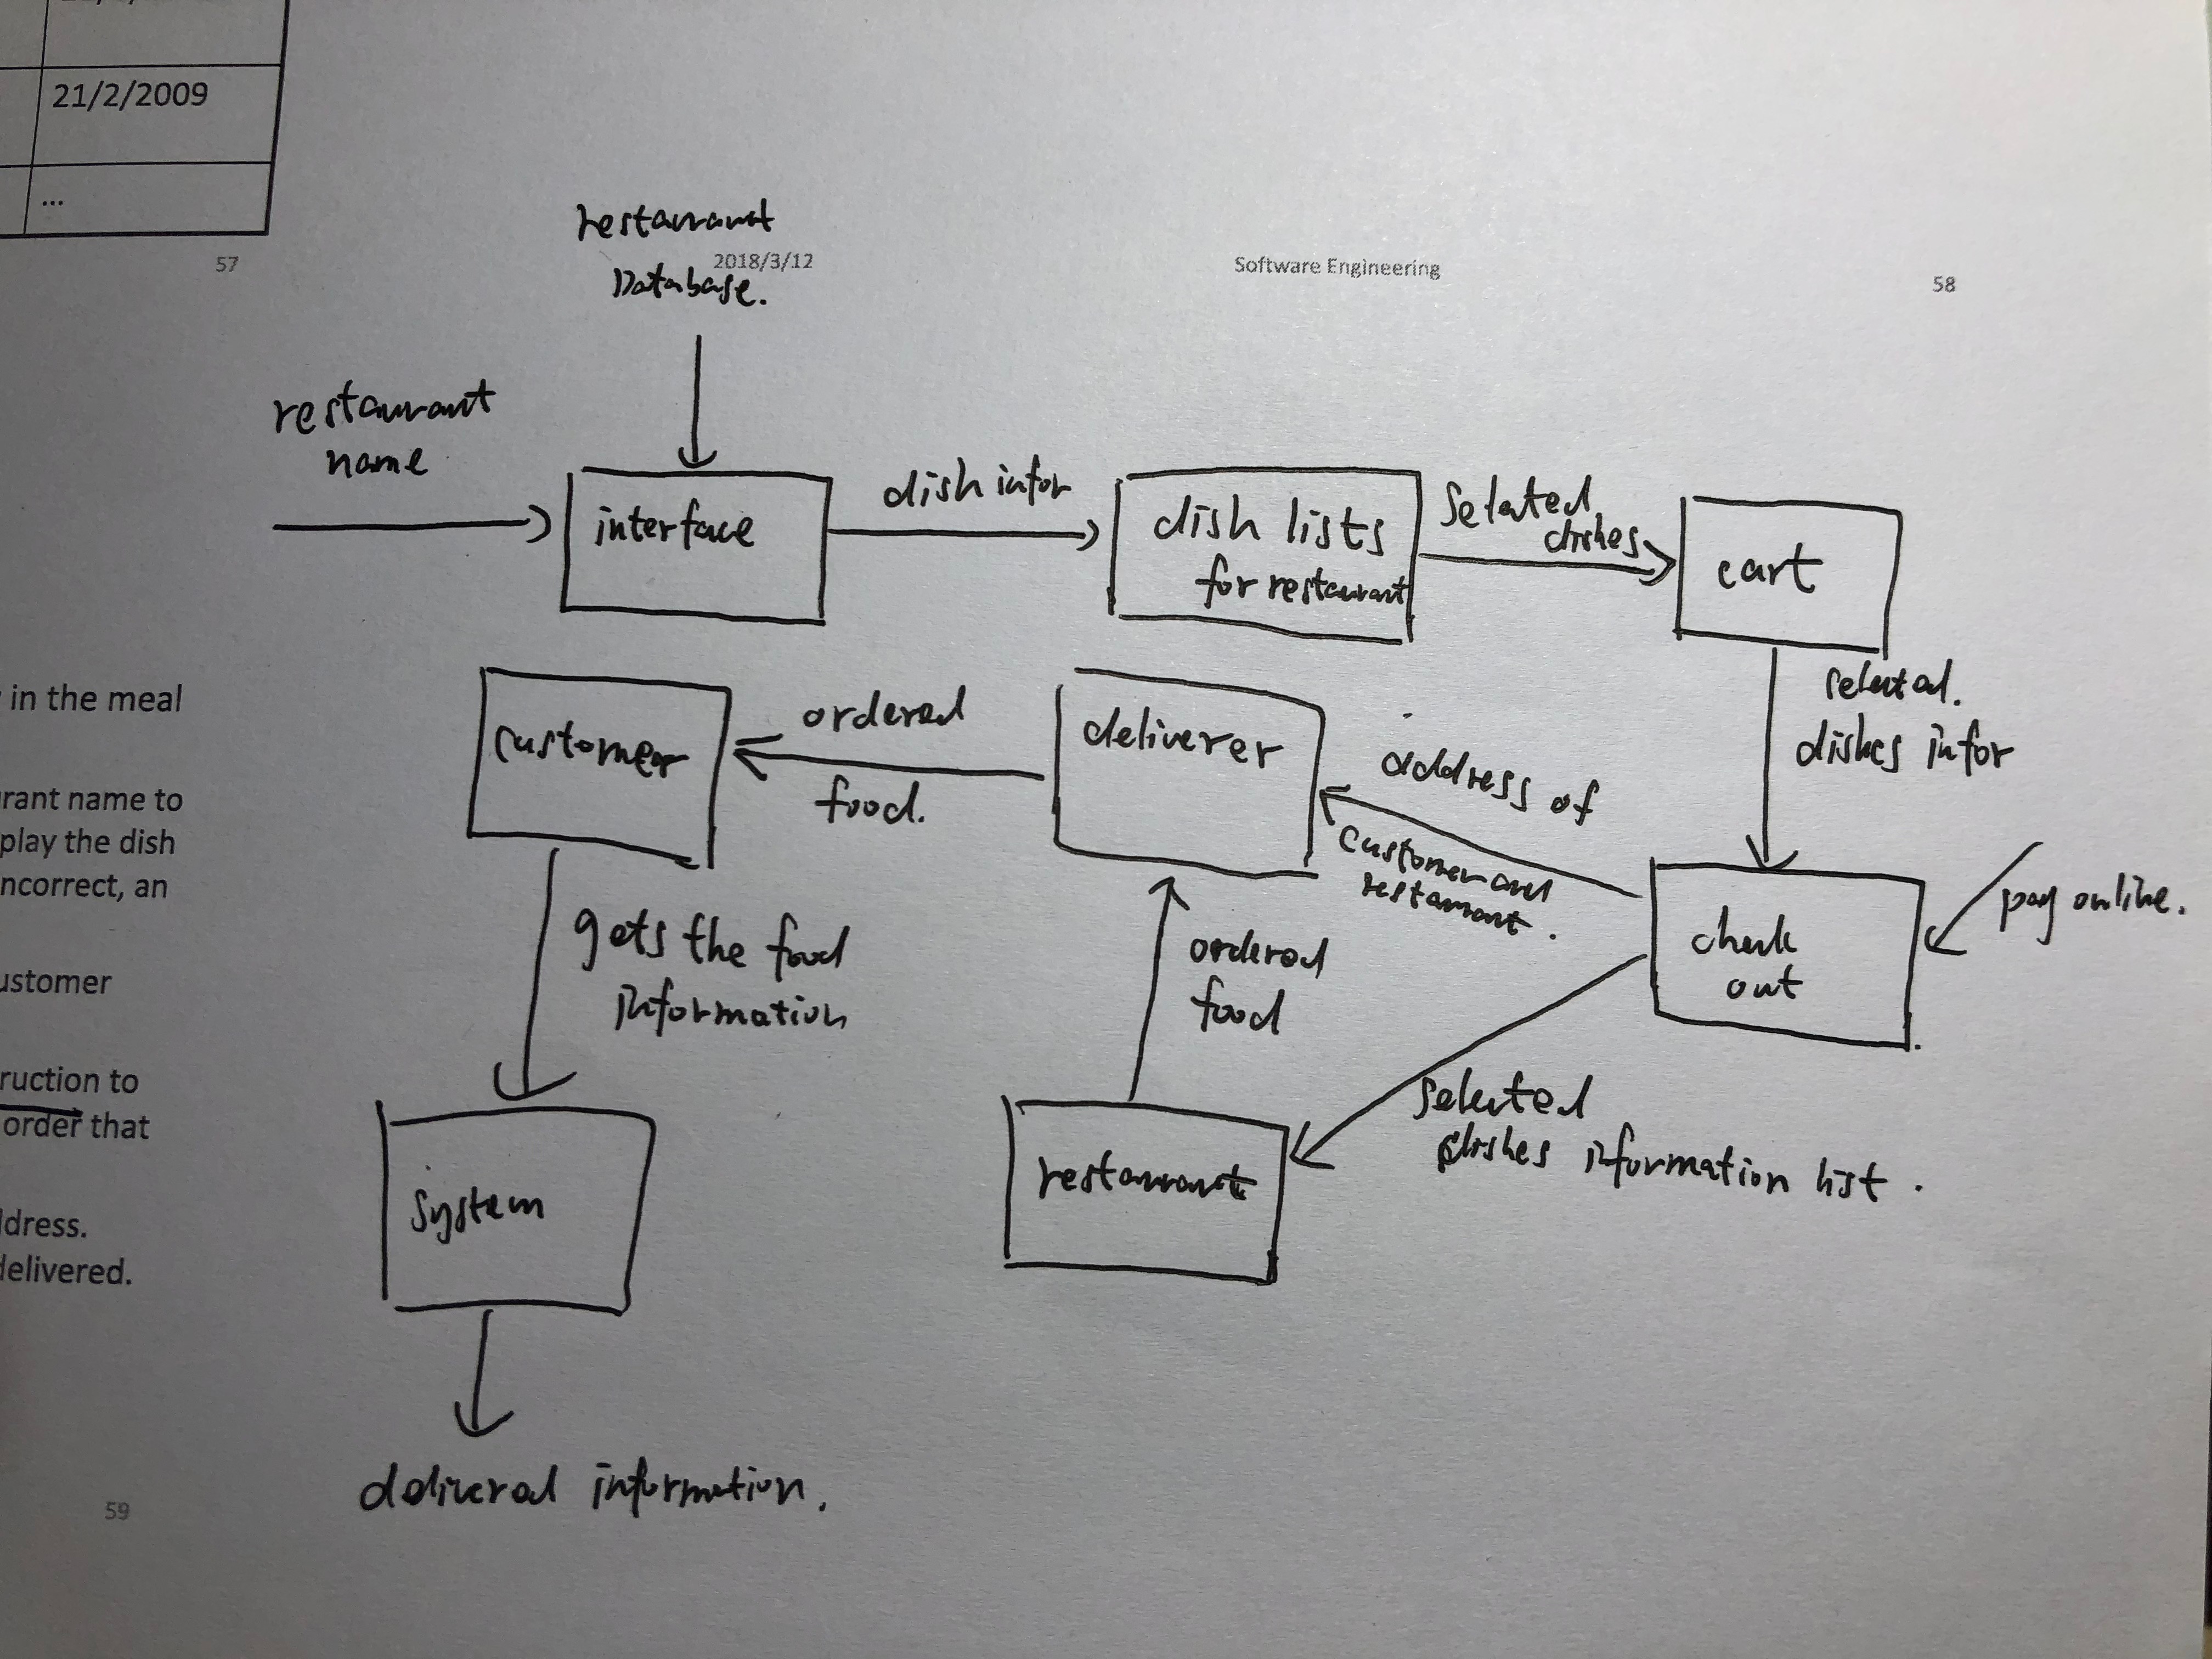 21/2/2009
...
57
2018/3/12
Software Engineering
58
in the meal
rant name to
play the dish
ncorrect, an
ustomer
ruction to
order that
ldress.
delivered.
59
restaurant
Database.
restaurant
name
interface
dish infor
dish lists
for restaurant
Selected
dishes
cart
selected.
dishes infor
check
out
pay online.
address of
customer and
restaurant.
deliverer
ordered
food.
customer
gets the food
information
system
deliveral information.
Selected
dishes information list.
restaurant
ordered
food